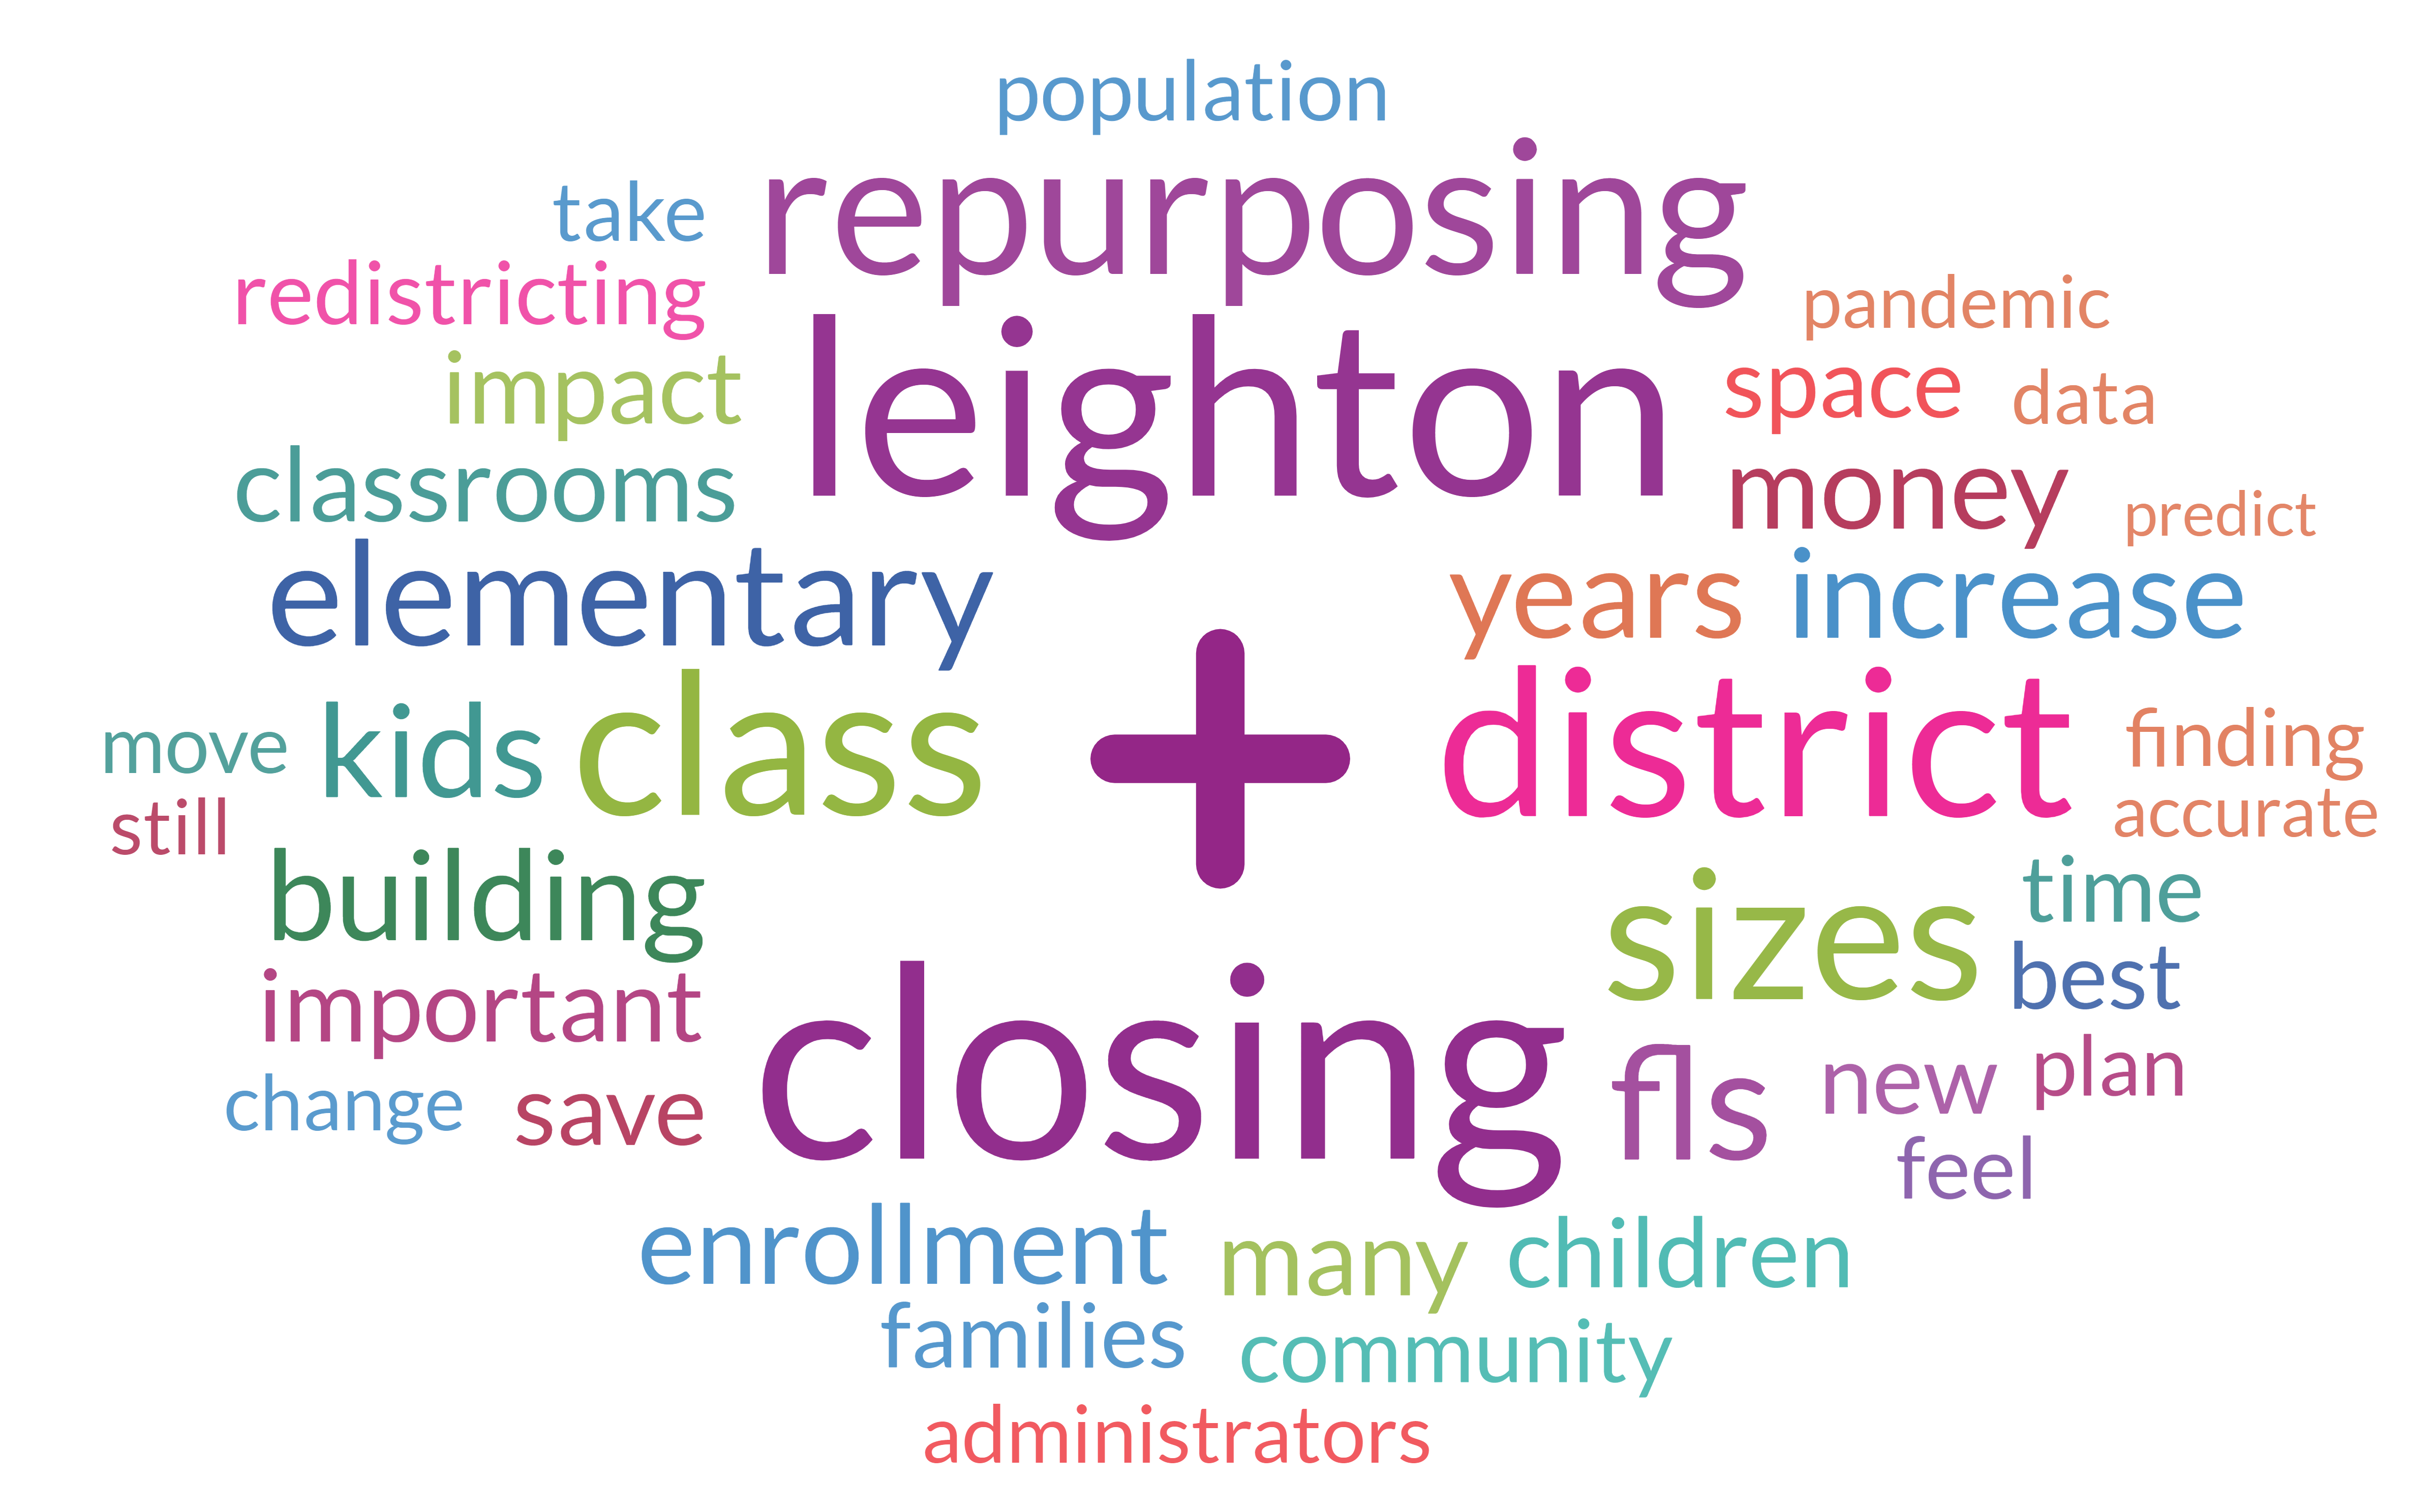 population
take repurposing
redistricting
pandemic
impact leighton space data
classrooms money predict
elementary years increase
move kids class + district finding
still accurate
building sizes time
best
important closing fls new plan
change save feel
enrollment many children
families community
administrators